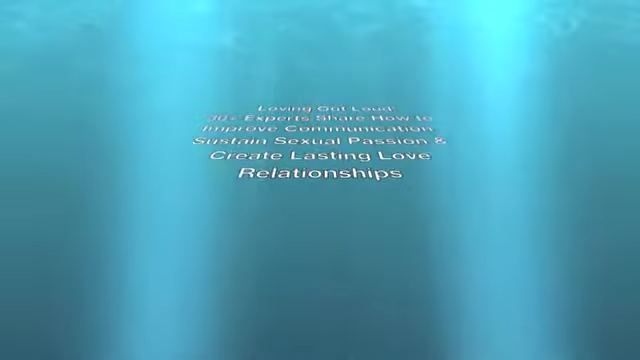 Loving Out Loud:
30+ Experts Share How to
Improve Communication,
Sustain Sexual Passion &
Create Lasting Love
Relationships